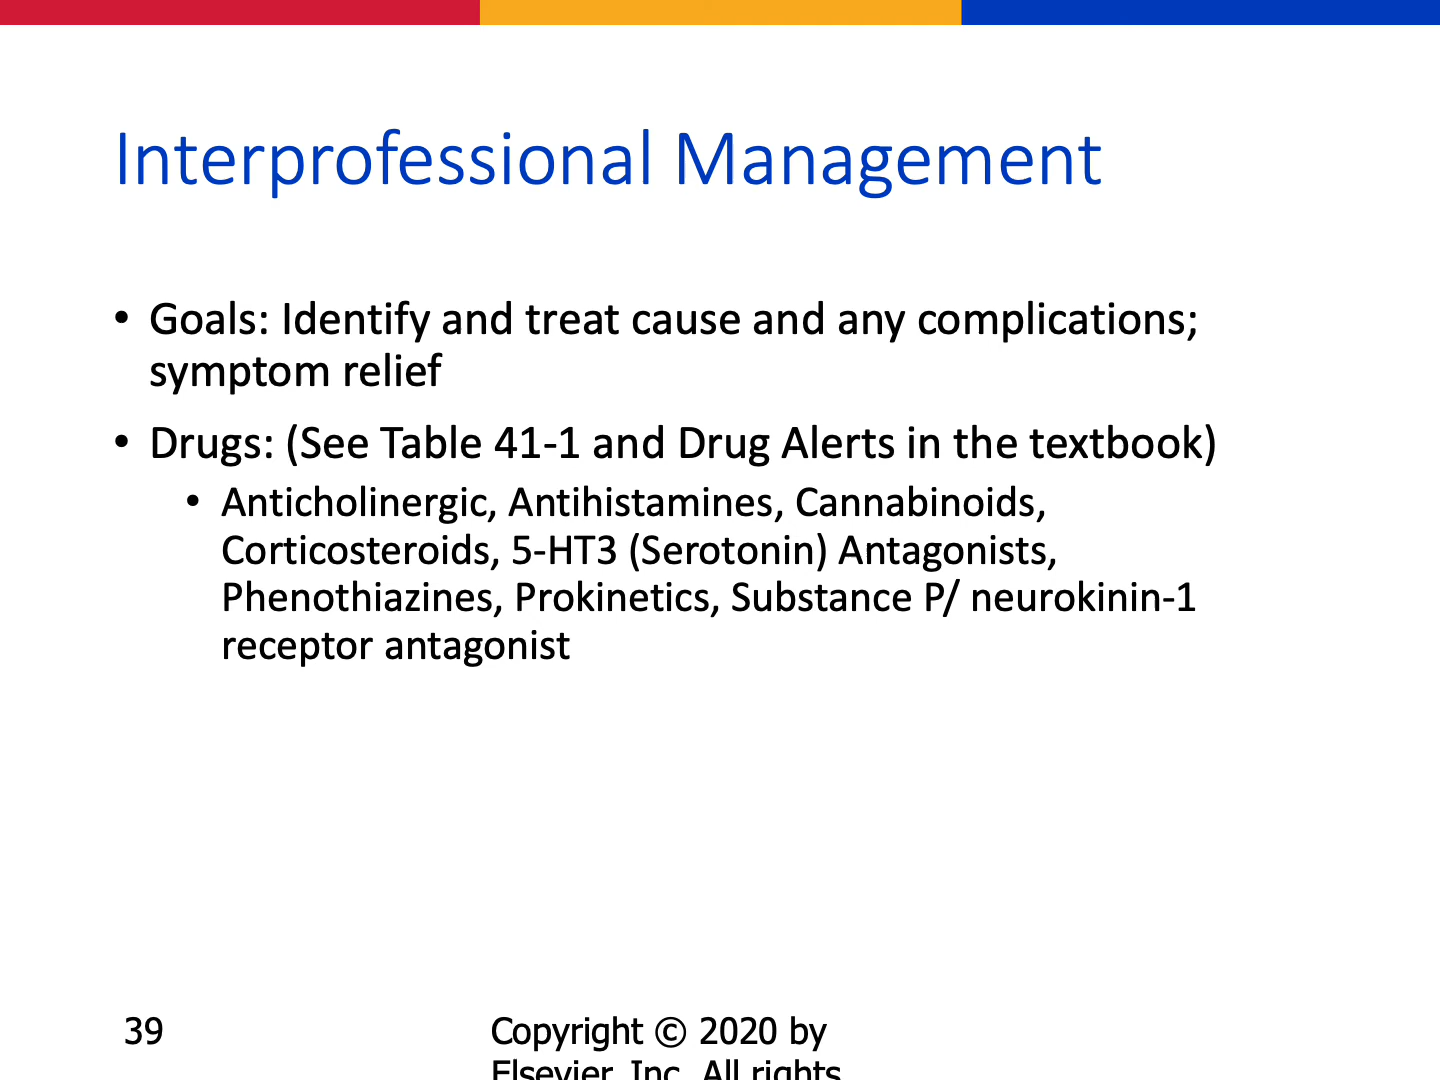 Interprofessional Management
• Goals: Identify and treat cause and any complications;
symptom relief
• Drugs: (See Table 41-1 and Drug Alerts in the textbook)
• Anticholinergic, Antihistamines, Cannabinoids,
Corticosteroids, 5-HT3 (Serotonin) Antagonists,
Phenothiazines, Prokinetics, Substance P/ neurokinin-1
receptor antagonist
39
Copyright © 2020 by
Elsevier, Inc. All rights